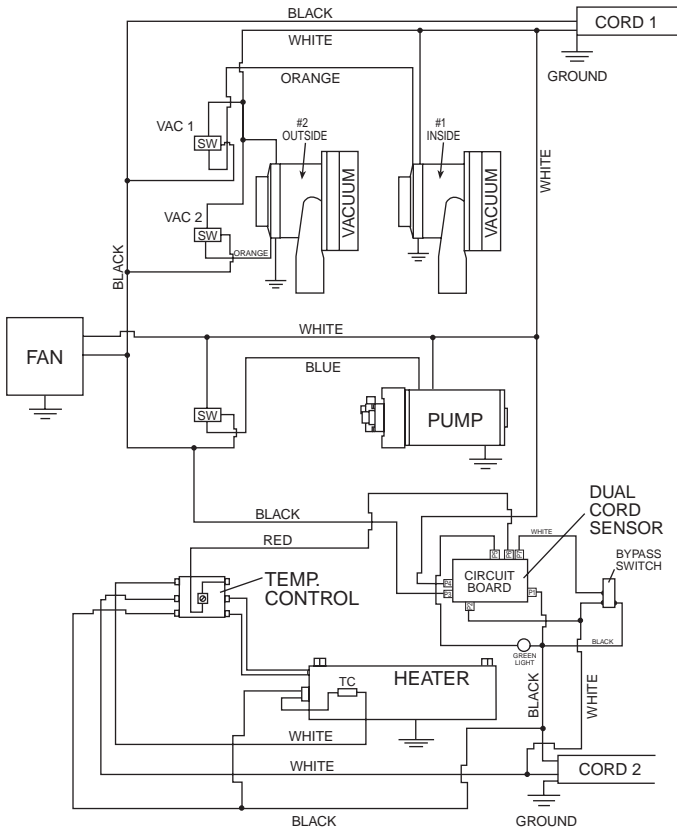 BLACK
CORD 1
WHITE
GROUND
ORANGE
VAC 1
SW
#2
OUTSIDE
#1
INSIDE
VACUUM
VACUUM
WHITE
VAC 2
SW
ORANGE
BLACK
WHITE
FAN
BLUE
SW
PUMP
DUAL
CORD
SENSOR
BLACK
RED
WHITE
BYPASS
SWITCH
CIRCUIT
BOARD
P4
TEMP.
CONTROL
GREEN
LIGHT
BLACK
HEATER
TC
BLACK
WHITE
WHITE
WHITE
CORD 2
BLACK
GROUND